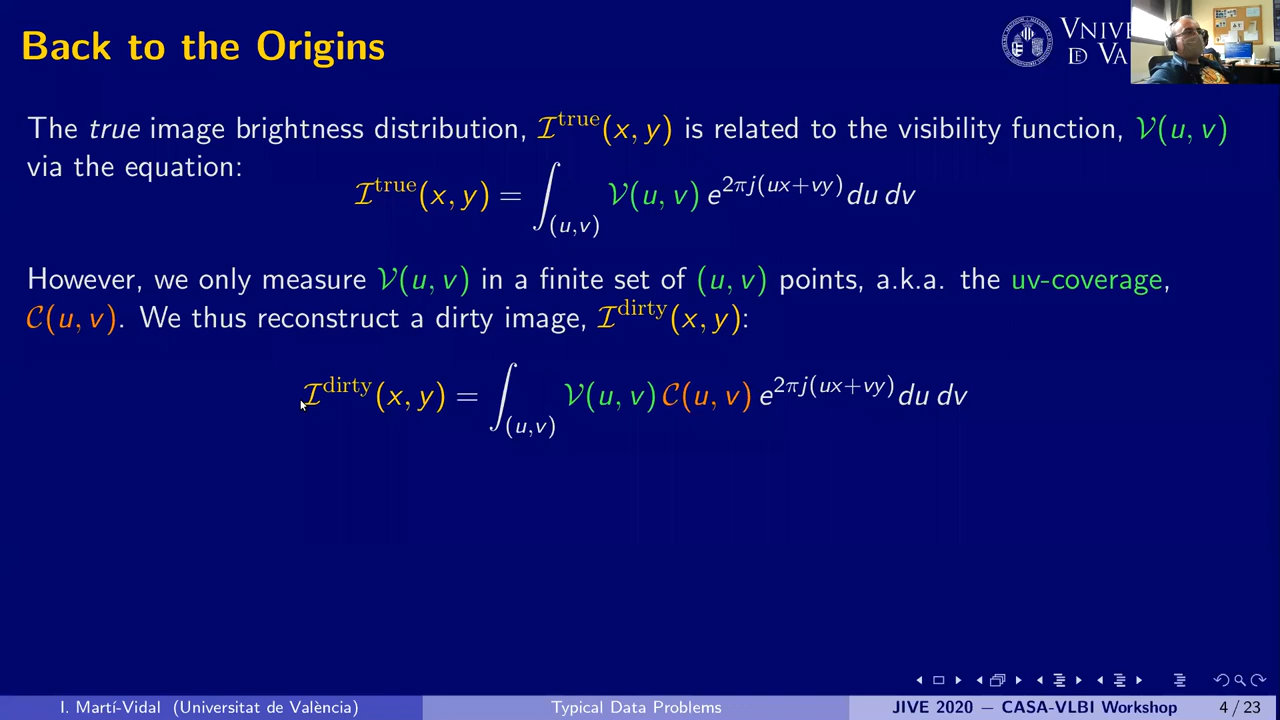 Back to the Origins
The true image brightness distribution, ℐ^true(x, y) is related to the visibility function, 𝒱(u, v)
via the equation:
ℐ^true(x, y) = ∫_(u,v) 𝒱(u, v) e^{2πj(ux+vy)} du dv
However, we only measure 𝒱(u, v) in a finite set of (u, v) points, a.k.a. the uv-coverage,
𝒞(u, v). We thus reconstruct a dirty image, ℐ^dirty(x, y):
ℐ^dirty(x, y) = ∫_(u,v) 𝒱(u, v) 𝒞(u, v) e^{2πj(ux+vy)} du dv
I. Martí-Vidal (Universitat de València)
Typical Data Problems
JIVE 2020 – CASA-VLBI Workshop
4 / 23